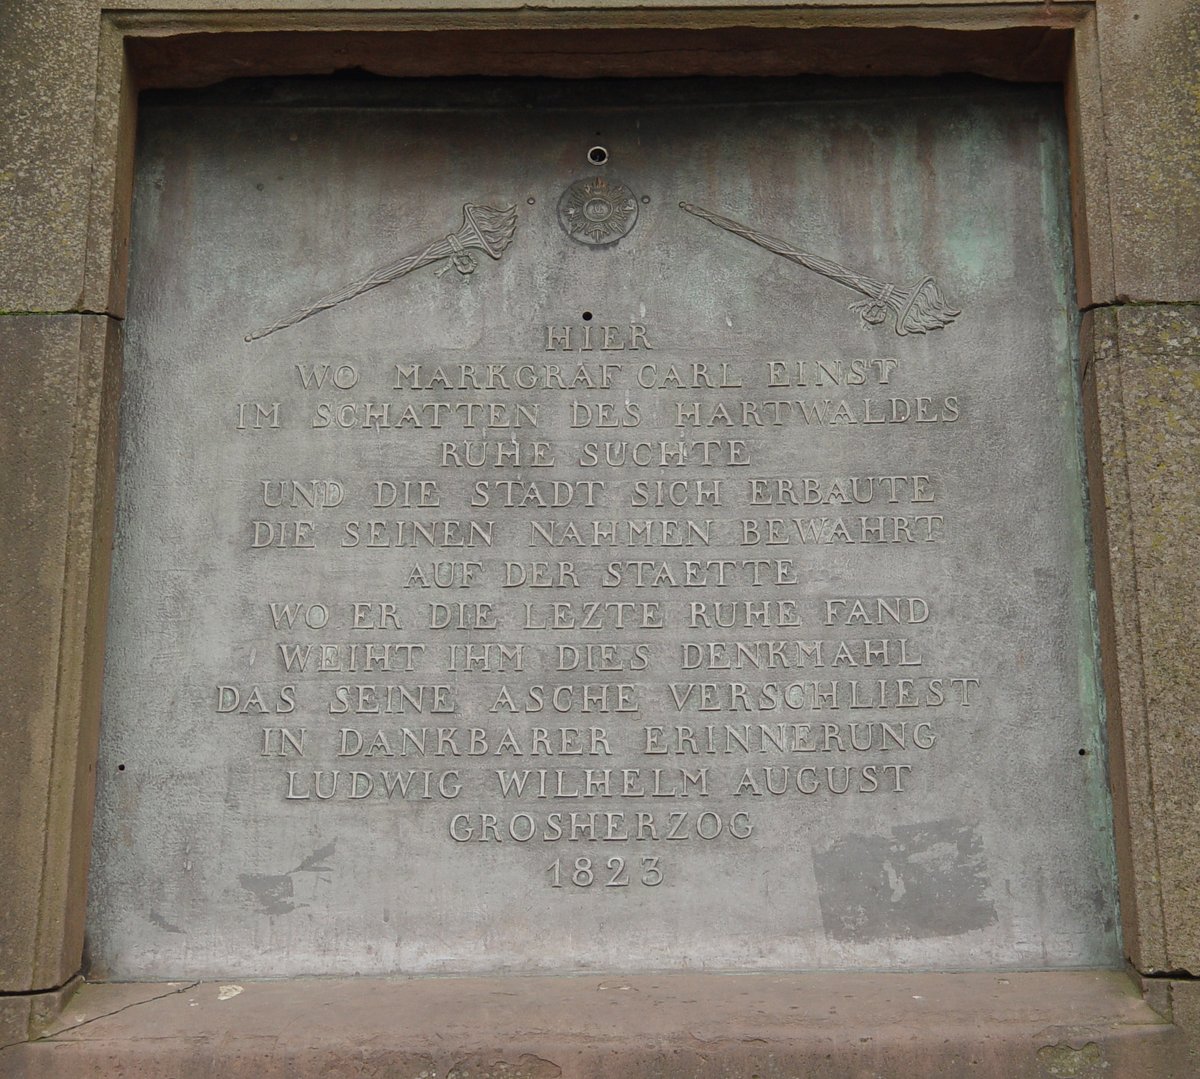 HIER
WO MARKGRAF CARL EINST
IM SCHATTEN DES HARTWALDES
RUHE SUCHTE
UND DIE STADT SICH ERBAUTE
DIE SEINEN NAHMEN BEWAHRT
AUF DER STAETTE
WO ER DIE LEZTE RUHE FAND
WEIHT IHM DIES DENKMAHL
DAS SEINE ASCHE VERSCHLIEST
IN DANKBARER ERINNERUNG
LUDWIG WILHELM AUGUST
GROSHERZOG
1823